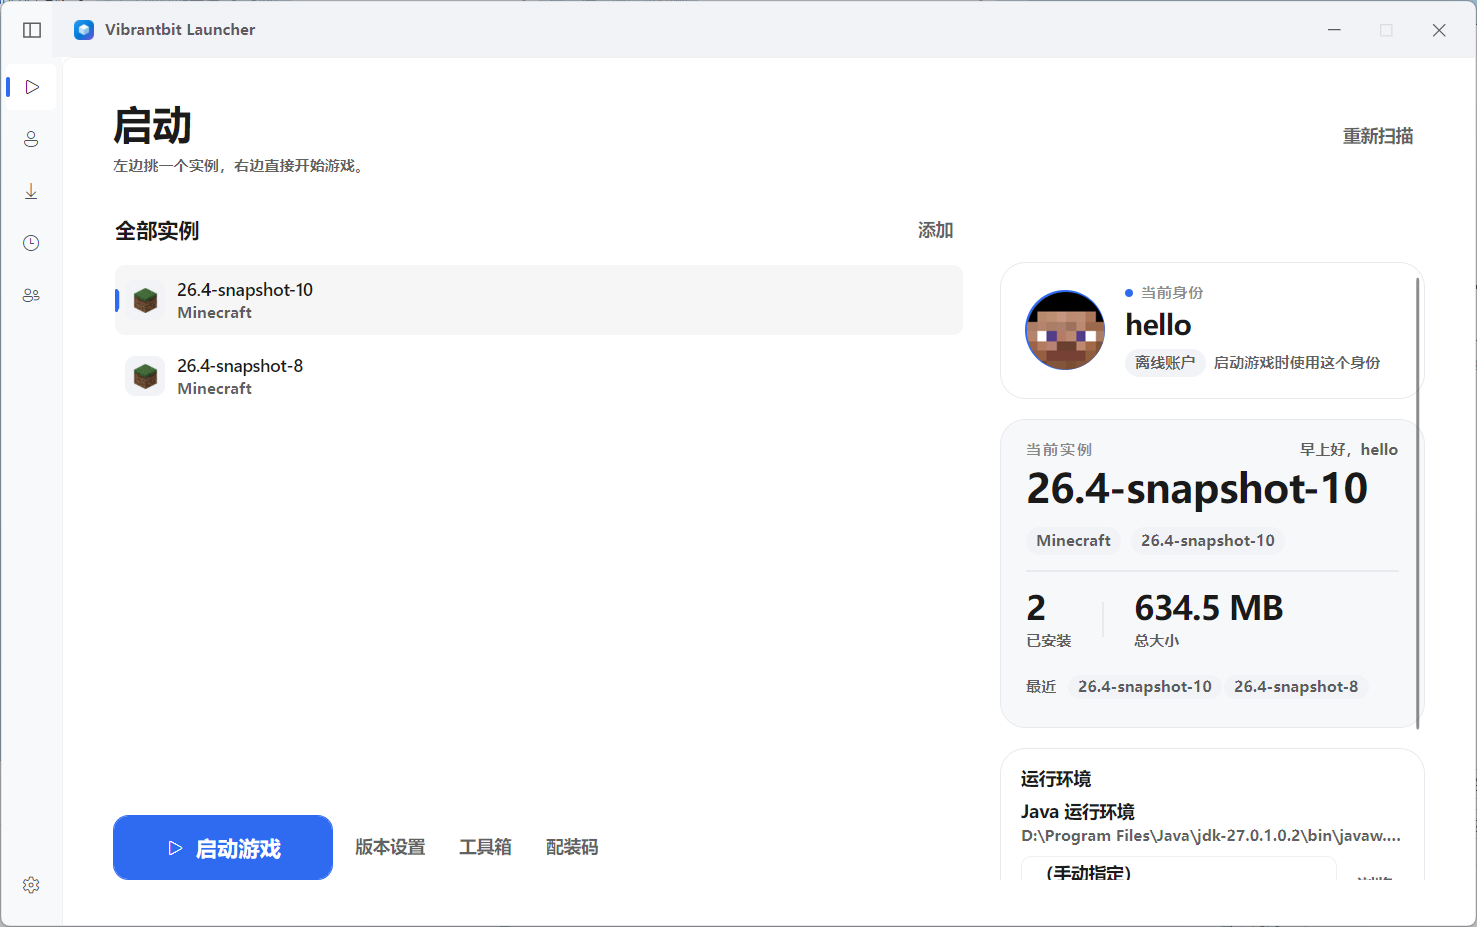 Vibrantbit Launcher
启动
左边挑一个实例，右边直接开始游戏。
重新扫描
全部实例
添加
26.4-snapshot-10
Minecraft
26.4-snapshot-8
Minecraft
当前身份
hello
离线账户 启动游戏时使用这个身份
当前实例
早上好，hello
26.4-snapshot-10
Minecraft 26.4-snapshot-10
2
已安装
634.5 MB
总大小
最近 26.4-snapshot-10 26.4-snapshot-8
运行环境
Java 运行环境
D:\Program Files\Java\jdk-27.0.1.0.2\bin\javaw....
（手动指定）
启动游戏
版本设置
工具箱
配装码